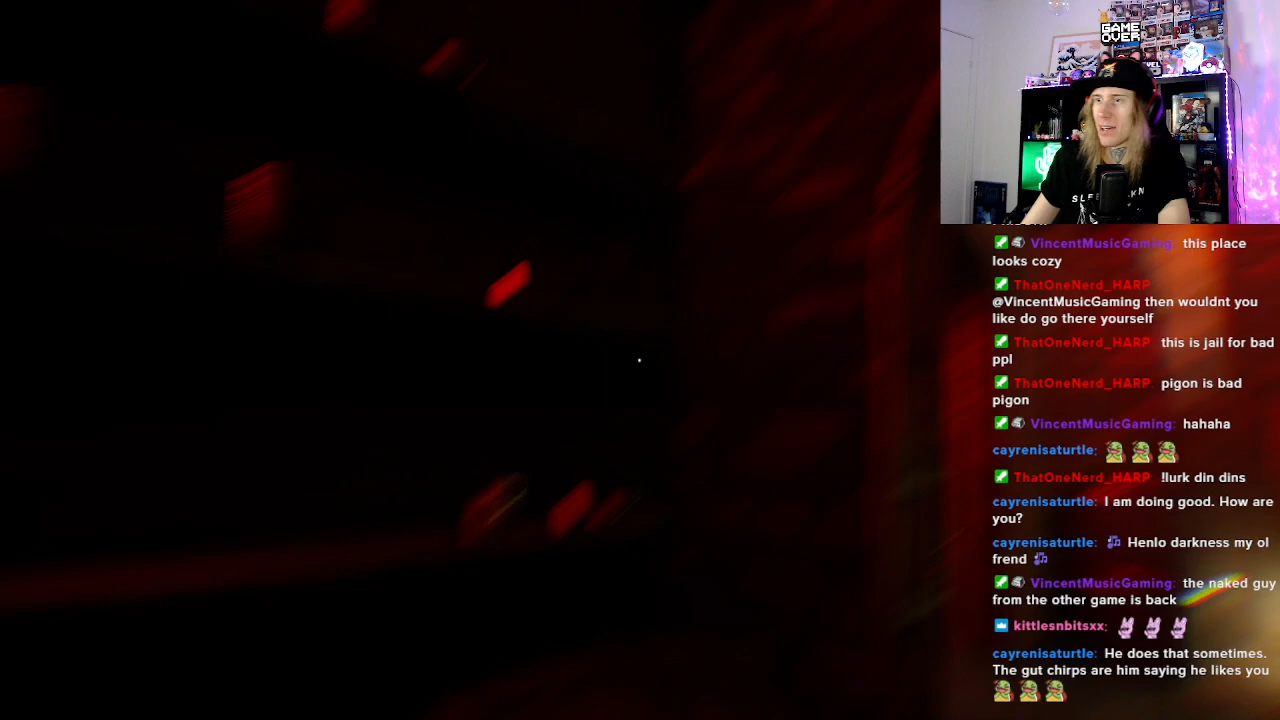 GAME
OVER
VincentMusicGaming: this place
looks cozy
ThatOneNerd_HARP:
@VincentMusicGaming then wouldnt you
like do go there yourself
ThatOneNerd_HARP: this is jail for bad
ppl
ThatOneNerd_HARP: pigon is bad
pigon
VincentMusicGaming: hahaha
cayrenisaturtle:
ThatOneNerd_HARP: !lurk din dins
cayrenisaturtle: I am doing good. How are
you?
cayrenisaturtle: Henlo darkness my ol
frend
VincentMusicGaming: the naked guy
from the other game is back
kittlesnbitsxx:
cayrenisaturtle: He does that sometimes.
The gut chirps are him saying he likes you